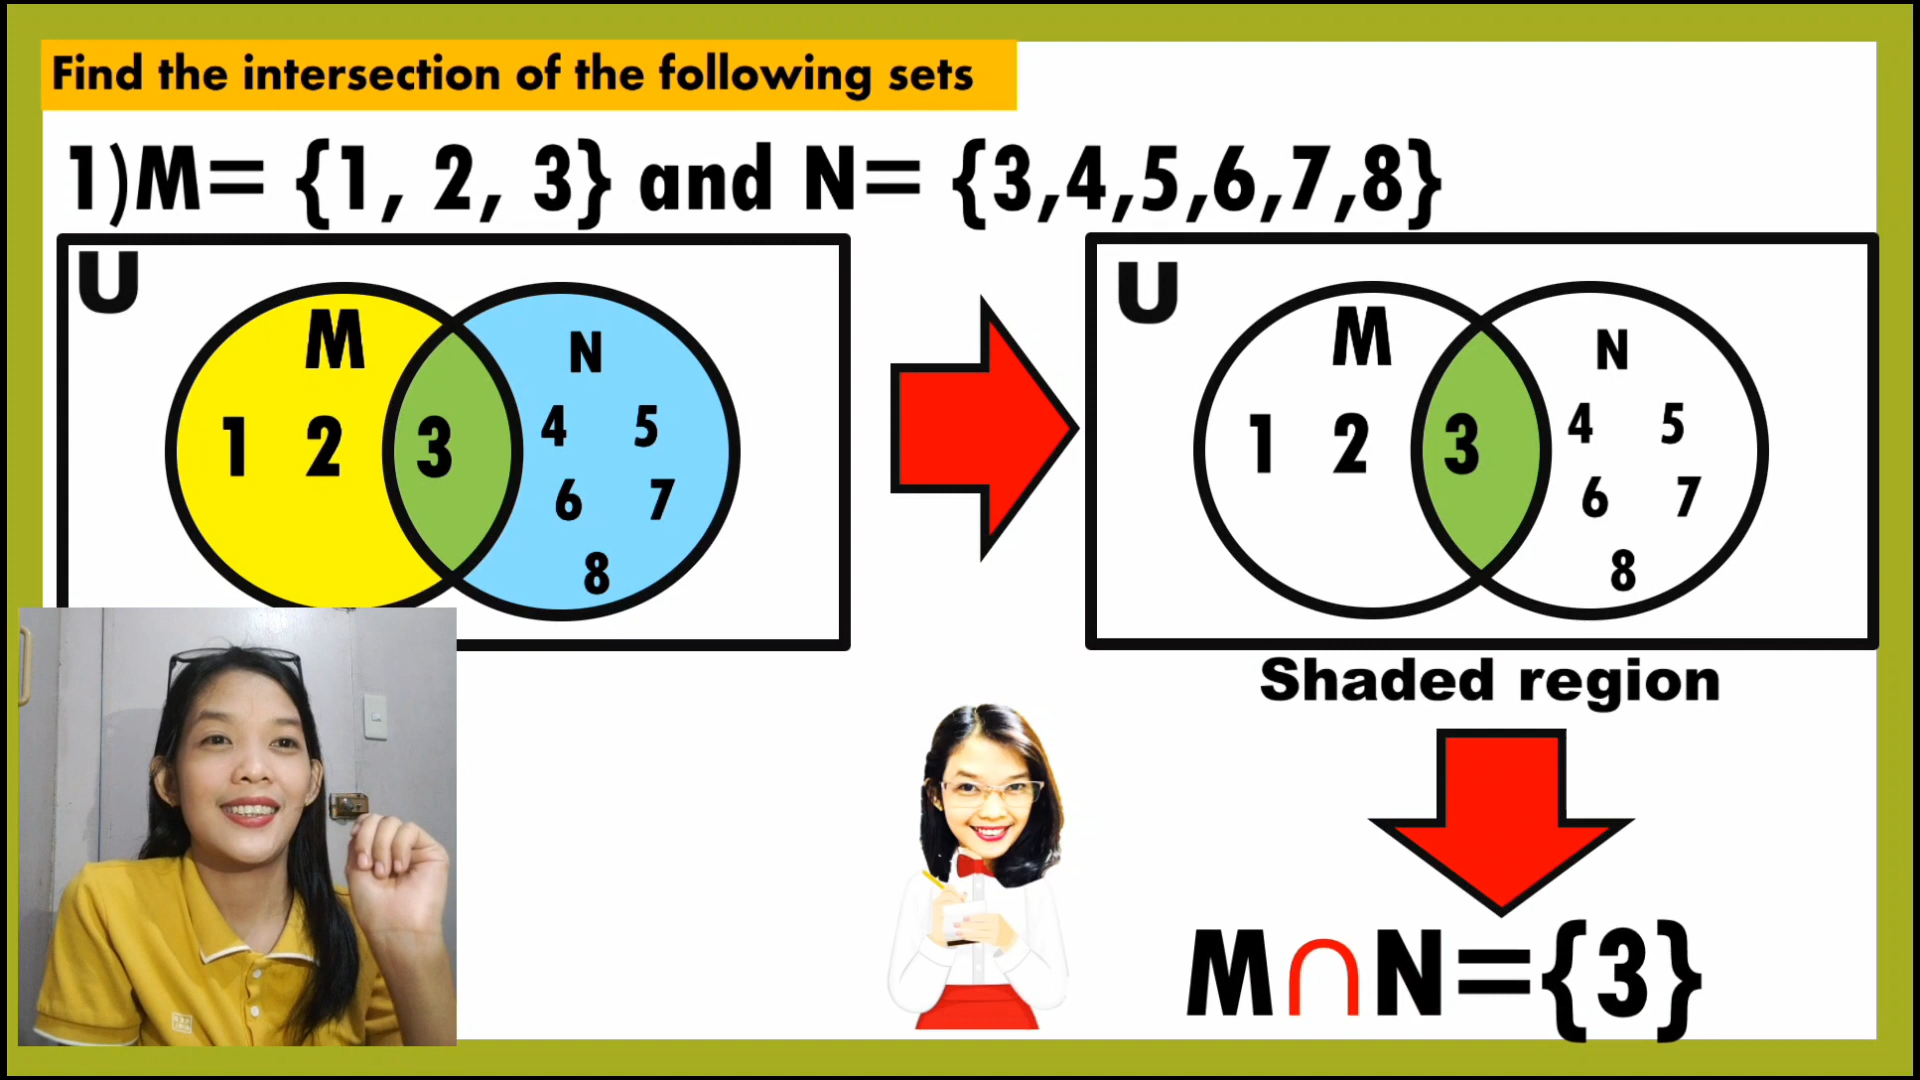 Find the intersection of the following sets
1)M= {1, 2, 3} and N= {3,4,5,6,7,8}
U
M
N
1 2 3 4 5
6 7
8
U
M
N
1 2 3 4 5
6 7
8
Shaded region
M∩N={3}